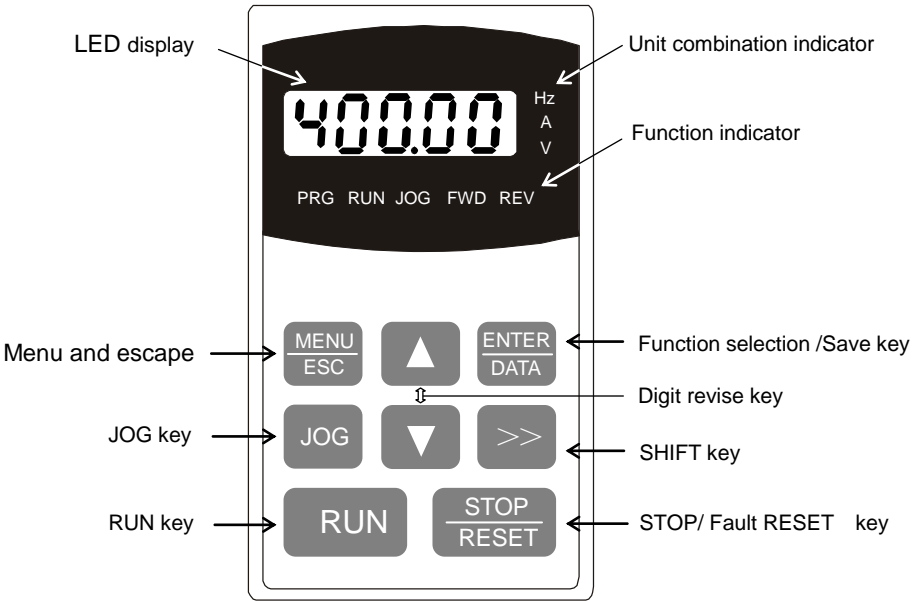 LED display
Unit combination indicator
400.00
Hz
A
V
Function indicator
PRG RUN JOG FWD REV
Menu and escape
MENU
ESC
▲
ENTER
DATA
Function selection /Save key
⇕
Digit revise key
JOG key
JOG
▼
>>
SHIFT key
RUN key
RUN
STOP
RESET
STOP/ Fault RESET key